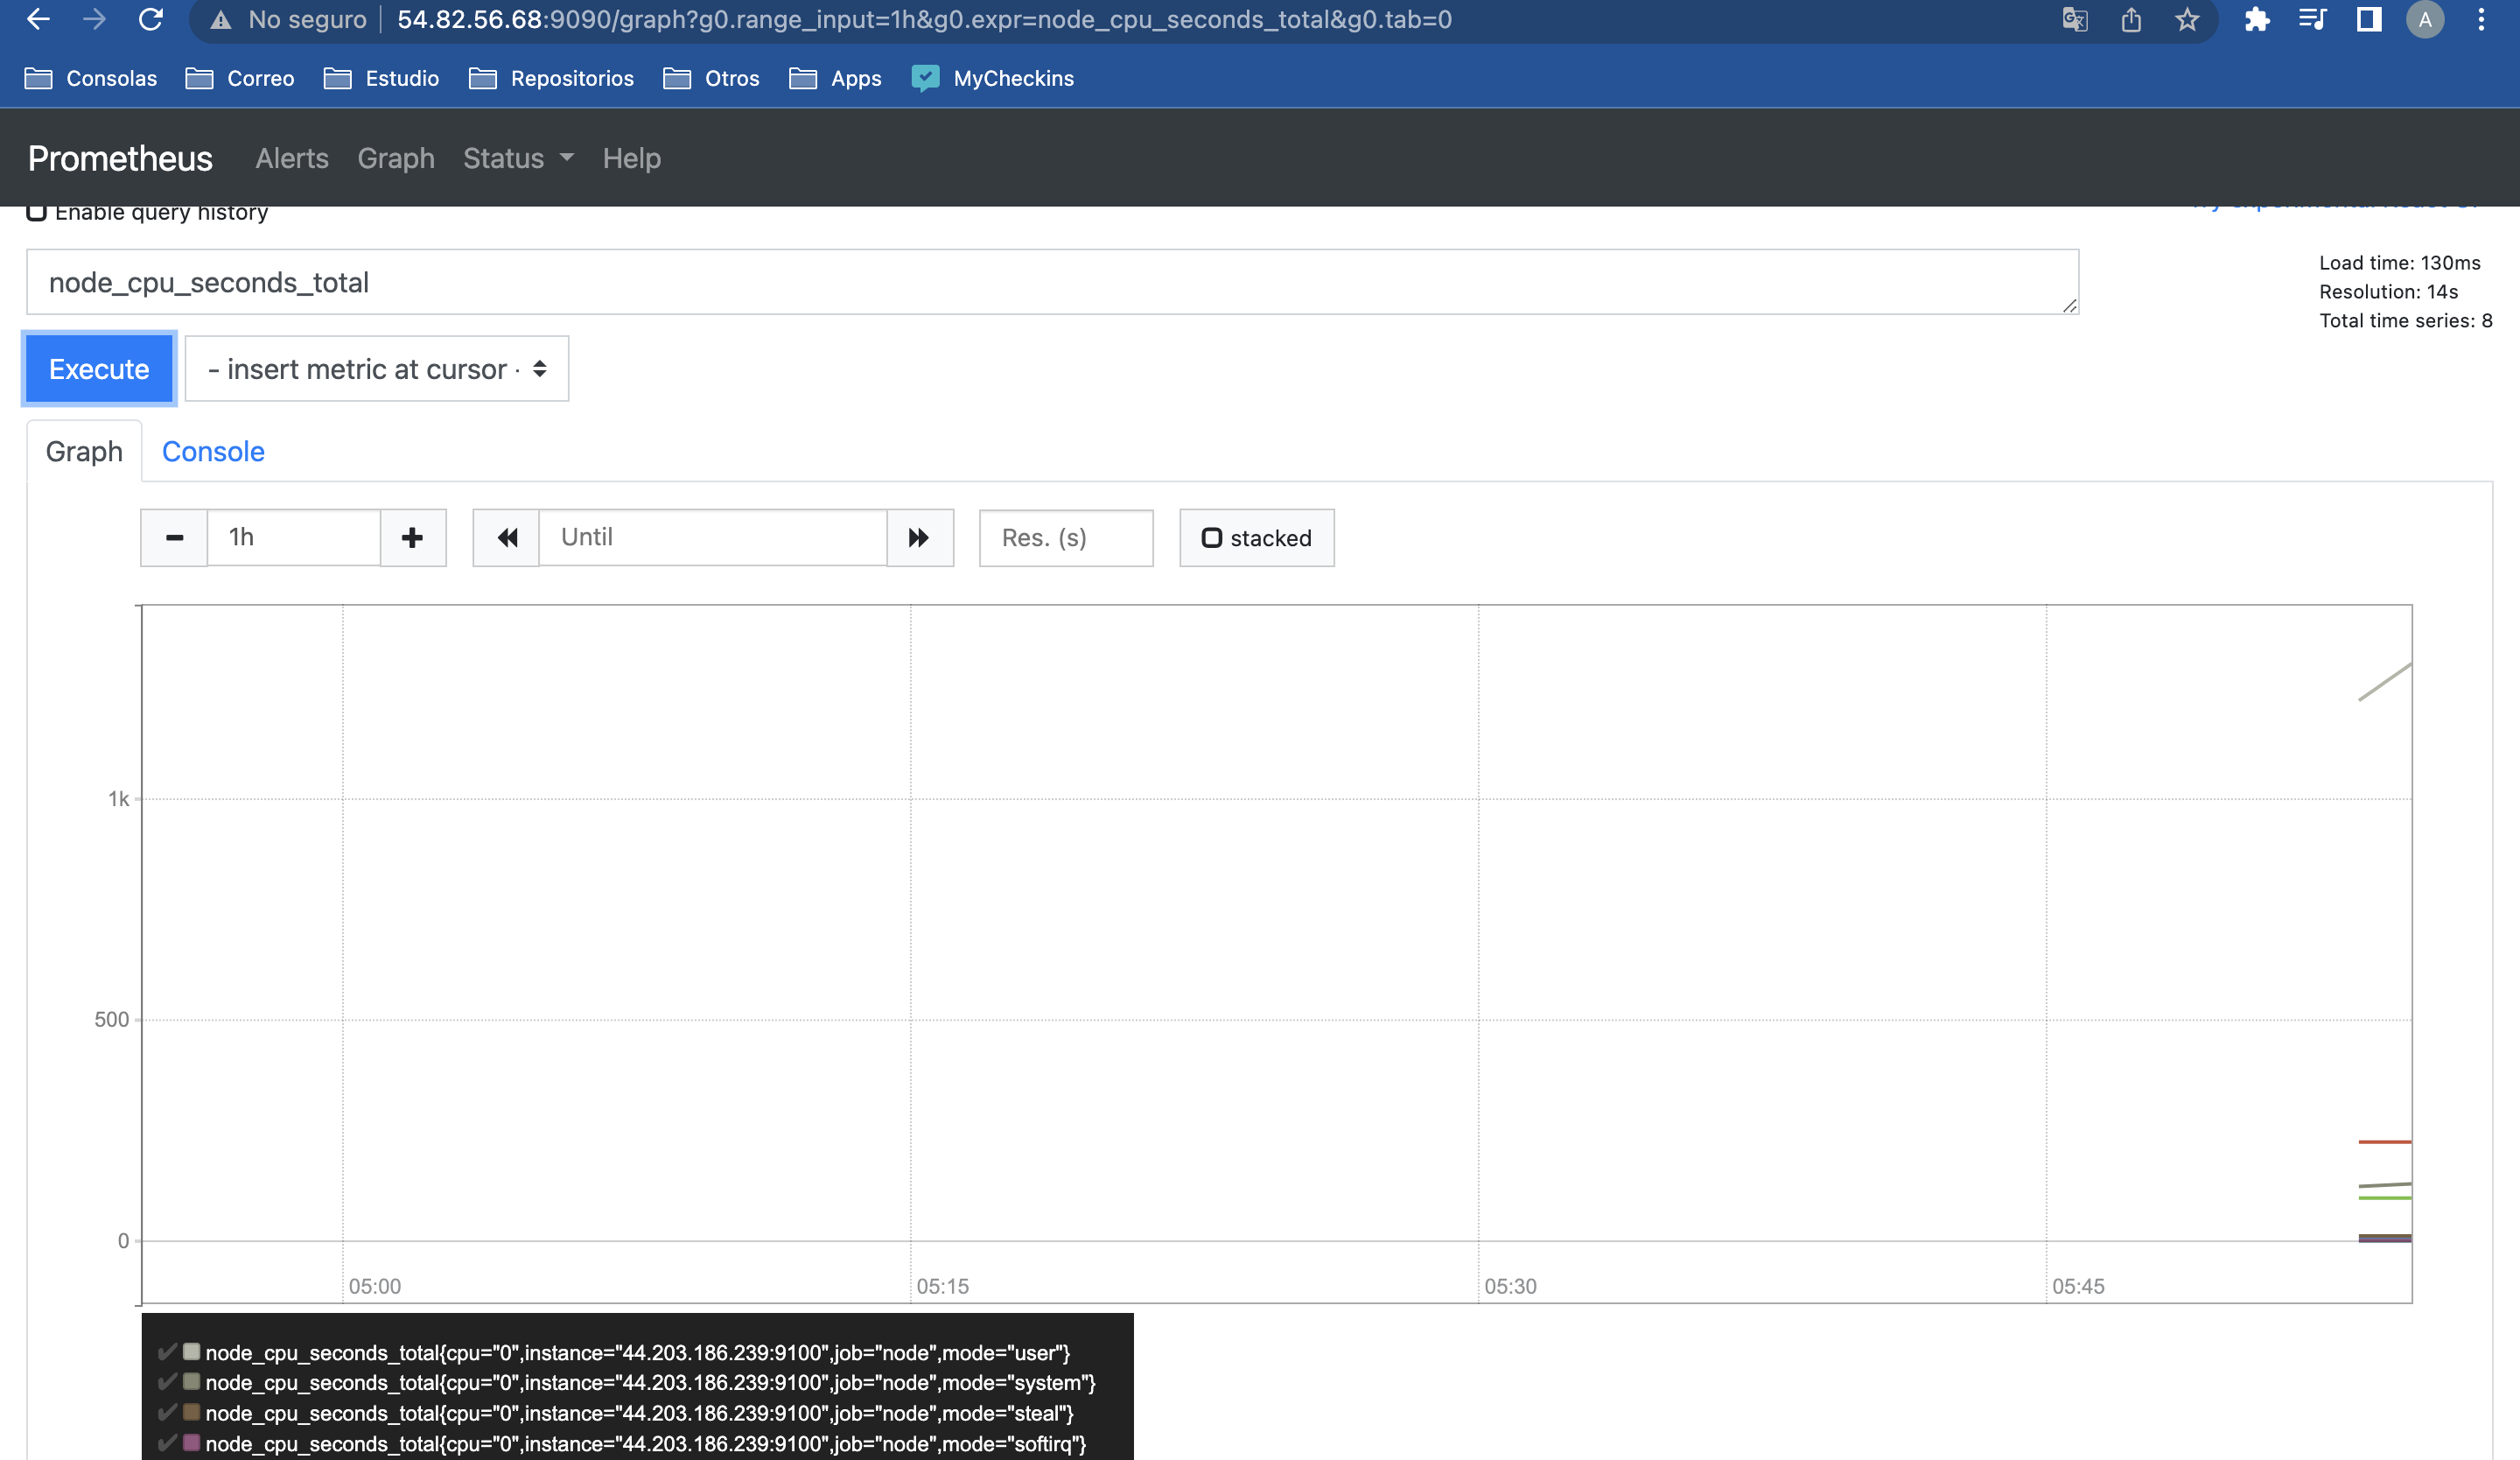 No seguro 54.82.56.68:9090/graph?g0.range_input=1h&g0.expr=node_cpu_seconds_total&g0.tab=0 A
Consolas Correo Estudio Repositorios Otros Apps MyCheckins
Prometheus Alerts Graph Status Help
Enable query history
node_cpu_seconds_total
Load time: 130ms
Resolution: 14s
Total time series: 8
Execute - insert metric at cursor ·
Graph Console
1h Until Res. (s) stacked
1k
500
0
05:00 05:15 05:30 05:45
node_cpu_seconds_total{cpu="0",instance="44.203.186.239:9100",job="node",mode="user"}
node_cpu_seconds_total{cpu="0",instance="44.203.186.239:9100",job="node",mode="system"}
node_cpu_seconds_total{cpu="0",instance="44.203.186.239:9100",job="node",mode="steal"}
node_cpu_seconds_total{cpu="0",instance="44.203.186.239:9100",job="node",mode="softirq"}